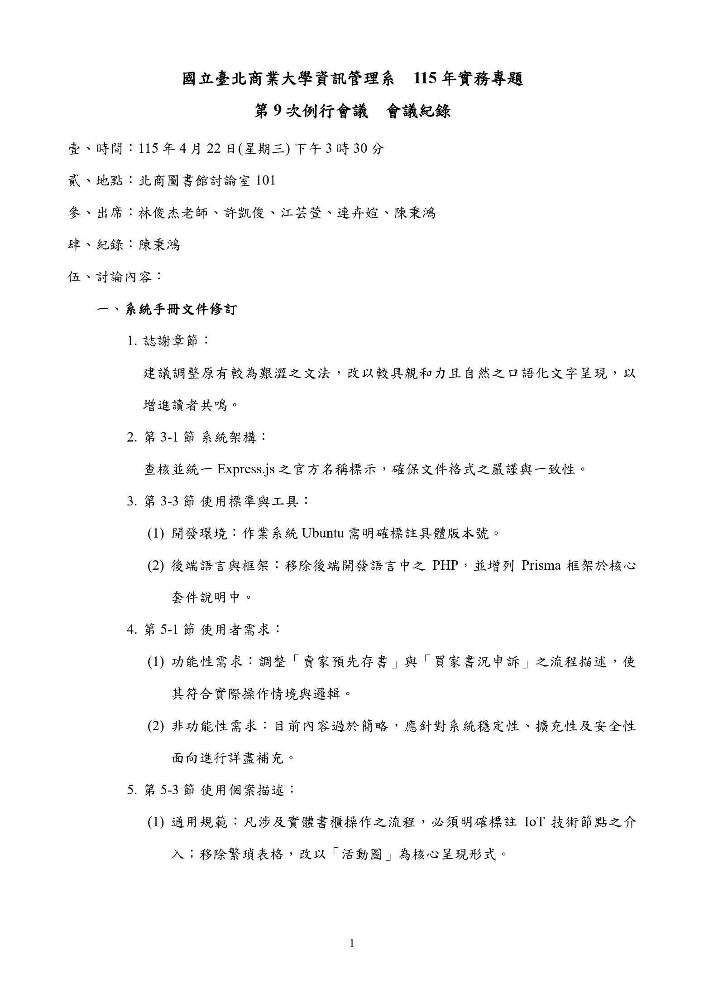 國立臺北商業大學資訊管理系　115 年實務專題
第 9 次例行會議　會議紀錄
壹、時間：115 年 4 月 22 日(星期三) 下午 3 時 30 分
貳、地點：北商圖書館討論室 101
參、出席：林俊杰老師、許凱俊、江芸萱、連卉媗、陳秉鴻
肆、紀錄：陳秉鴻
伍、討論內容：
一、系統手冊文件修訂
1. 誌謝章節：
建議調整原有較為艱澀之文法，改以較具親和力且自然之口語化文字呈現，以
增進讀者共鳴。
2. 第 3-1 節 系統架構：
查核並統一 Express.js 之官方名稱標示，確保文件格式之嚴謹與一致性。
3. 第 3-3 節 使用標準與工具：
(1) 開發環境：作業系統 Ubuntu 需明確標註具體版本號。
(2) 後端語言與框架：移除後端開發語言中之 PHP，並增列 Prisma 框架於核心
套件說明中。
4. 第 5-1 節 使用者需求：
(1) 功能性需求：調整「賣家預先存書」與「買家書況申訴」之流程描述，使
其符合實際操作情境與邏輯。
(2) 非功能性需求：目前內容過於簡略，應針對系統穩定性、擴充性及安全性
面向進行詳盡補充。
5. 第 5-3 節 使用個案描述：
(1) 通用規範：凡涉及實體書櫃操作之流程，必須明確標註 IoT 技術節點之介
入；移除繁瑣表格，改以「活動圖」為核心呈現形式。
1